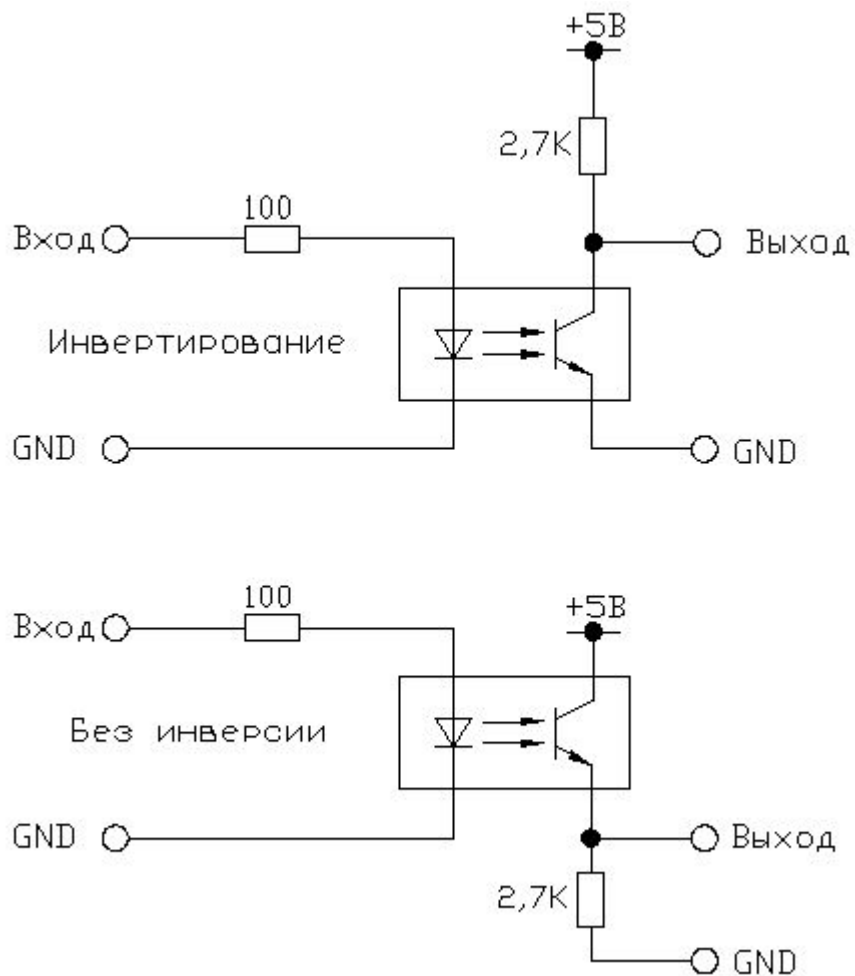 +5В
2,7К
100
Вход
Выход
Инвертирование
GND
GND
100
+5В
Вход
Без инверсии
GND
Выход
2,7К
GND